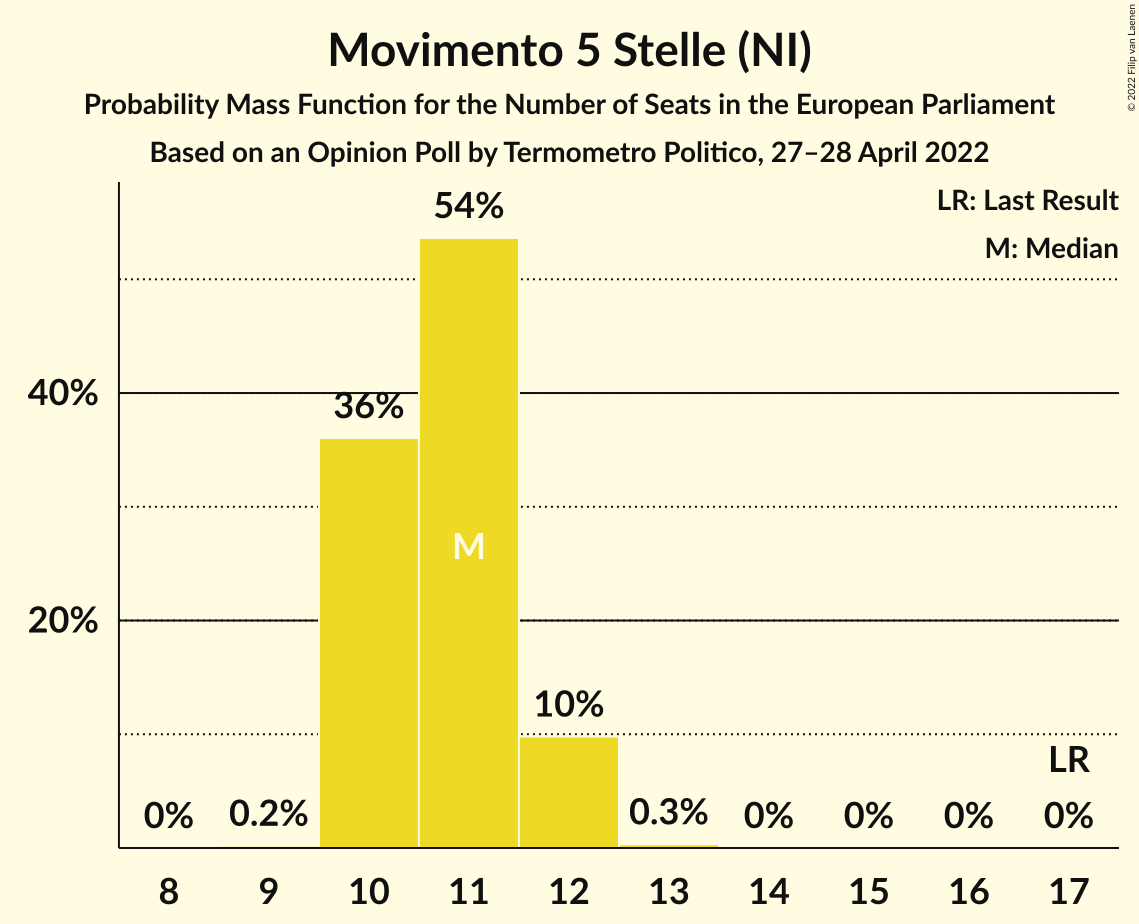 Movimento 5 Stelle (NI)
Probability Mass Function for the Number of Seats in the European Parliament
Based on an Opinion Poll by Termometro Politico, 27–28 April 2022
© 2022 Filip van Laenen
LR: Last Result
M: Median
54%
40%
36%
M
20%
10%
LR
0%
0.2%
0.3%
0%
0%
0%
0%
8
9
10
11
12
13
14
15
16
17